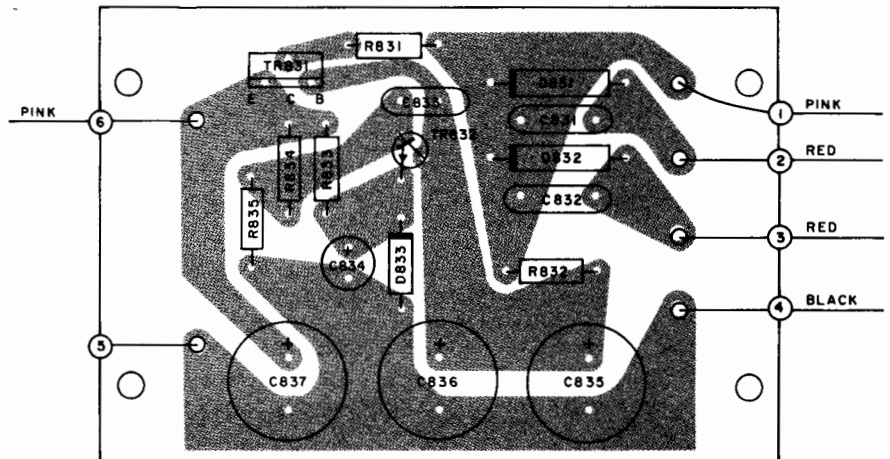 R831
TR831
E C B
C833
D831
PINK
6
1
PINK
C831
TR832
R834
R833
D832
2
RED
C832
R835
3
RED
+
C834
D833
R832
4
BLACK
5
+
C837
+
C836
+
C835